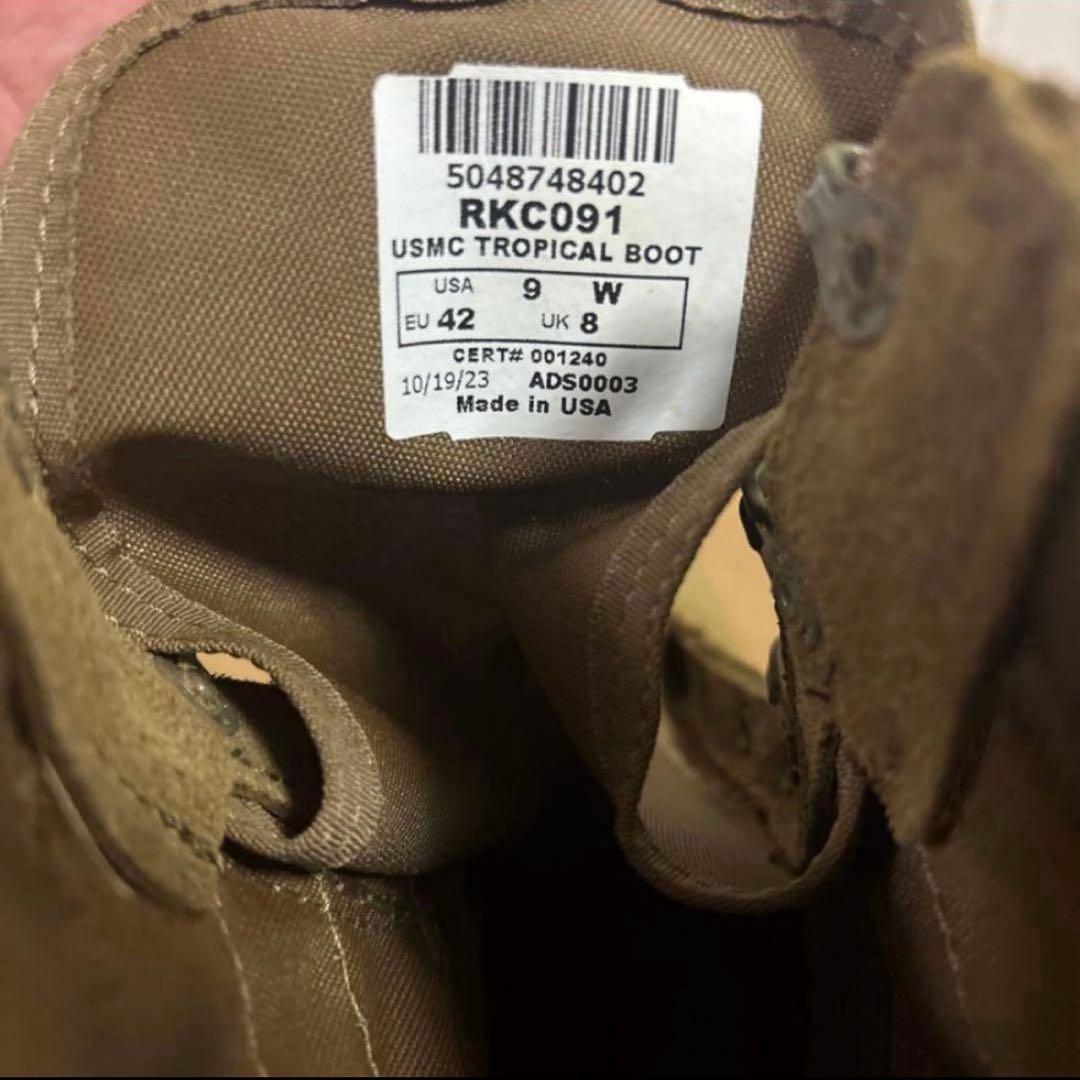 5048748402
RKC091
USMC TROPICAL BOOT
USA 9 W
EU 42 UK 8
CERT# 001240
10/19/23 ADS0003
Made in USA